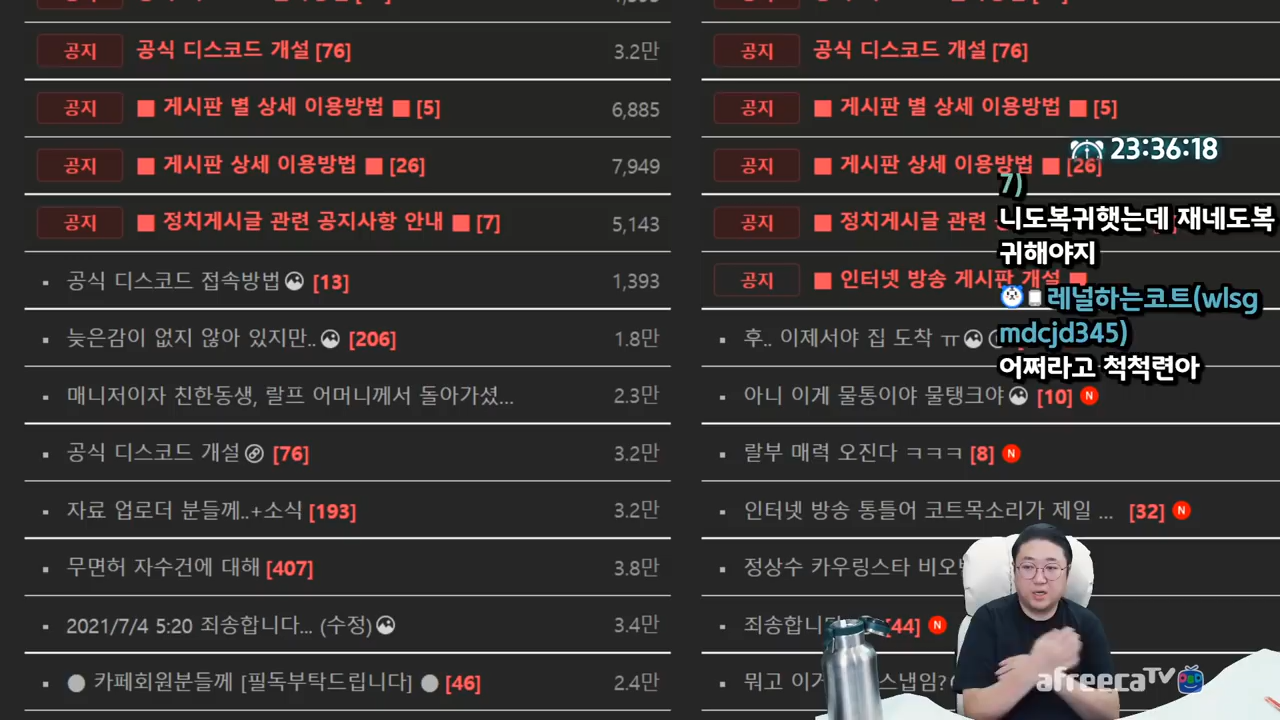 공지 공식 디스코드 개설 [76] 3.2만
공지 ■ 게시판 별 상세 이용방법 ■ [5] 6,885
공지 ■ 게시판 상세 이용방법 ■ [26] 7,949
공지 ■ 정치게시글 관련 공지사항 안내 ■ [7] 5,143
공식 디스코드 접속방법 [13] 1,393
늦은감이 없지 않아 있지만.. [206] 1.8만
매니저이자 친한동생, 랄프 어머니께서 돌아가셨... 2.3만
공식 디스코드 개설 [76] 3.2만
자료 업로더 분들께..+소식 [193] 3.2만
무면허 자수건에 대해 [407] 3.8만
2021/7/4 5:20 죄송합니다... (수정) 3.4만
● 카페회원분들께 [필독부탁드립니다] ● [46] 2.4만
공지 공식 디스코드 개설 [76]
공지 ■ 게시판 별 상세 이용방법 ■ [5]
공지 ■ 게시판 상세 이용방법 ■ [26]
공지 ■ 정치게시글 관련
공지 ■ 인터넷 방송 게시판 개설 ■
후.. 이제서야 집 도착 ㅠ
아니 이게 물통이야 물탱크야 [10] N
랄부 매력 오진다 ㅋㅋㅋ [8] N
인터넷 방송 통틀어 코트목소리가 제일 ... [32] N
정상수 카우링스타
죄송합니다 [44] N
뭐고
23:36:18
7)
니도복귀햇는데 재네도복
귀해야지
레널하는코트(wlsg
mdcjd345)
어쩌라고 척척련아
afreecaTV